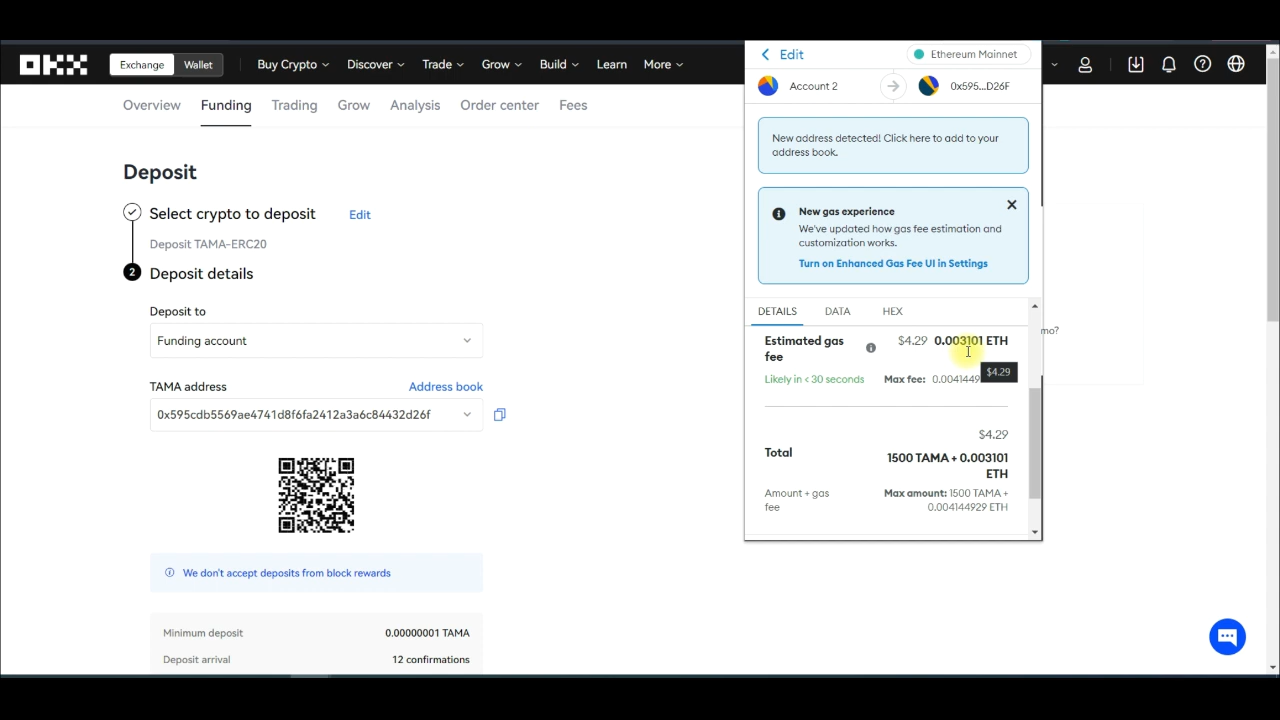 OKX
Exchange Wallet Buy Crypto Discover Trade Grow Build Learn More
Overview Funding Trading Grow Analysis Order center Fees
Deposit
Select crypto to deposit Edit
Deposit TAMA-ERC20
2 Deposit details
Deposit to
Funding account
TAMA address Address book
0x595cdb5569ae4741d8f6fa2412a3a6c84432d26f
We don't accept deposits from block rewards
Minimum deposit 0.00000001 TAMA
Deposit arrival 12 confirmations
Edit Ethereum Mainnet
Account 2 0x595...D26F
New address detected! Click here to add to your
address book.
New gas experience
We've updated how gas fee estimation and
customization works.
Turn on Enhanced Gas Fee UI in Settings
DETAILS DATA HEX
Estimated gas $4.29 0.003101 ETH
fee
Likely in < 30 seconds Max fee: 0.0041449
$4.29
$4.29
Total 1500 TAMA + 0.003101
ETH
Amount + gas Max amount: 1500 TAMA +
fee 0.004144929 ETH
mo?